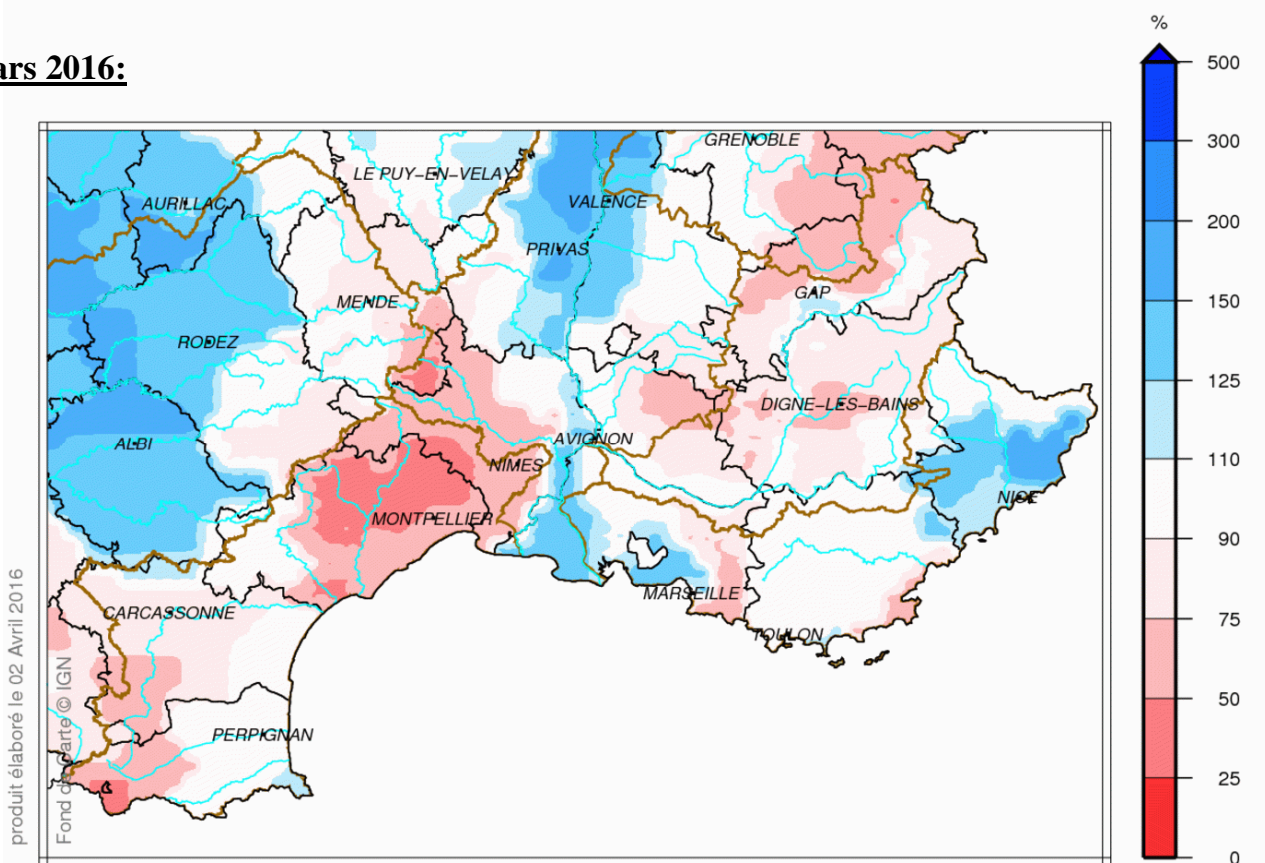 %
ars 2016:
500
300
200
150
125
110
90
75
50
25
0
GRENOBLE
LE PUY-EN-VELAY
AURILLAC
VALENCE
PRIVAS
GAP
MENDE
RODEZ
DIGNE-LES-BAINS
ALBI
AVIGNON
NIMES
NICE
MONTPELLIER
MARSEILLE
CARCASSONNE
TOULON
PERPIGNAN
produit élaboré le 02 Avril 2016
Fond de Carte © IGN